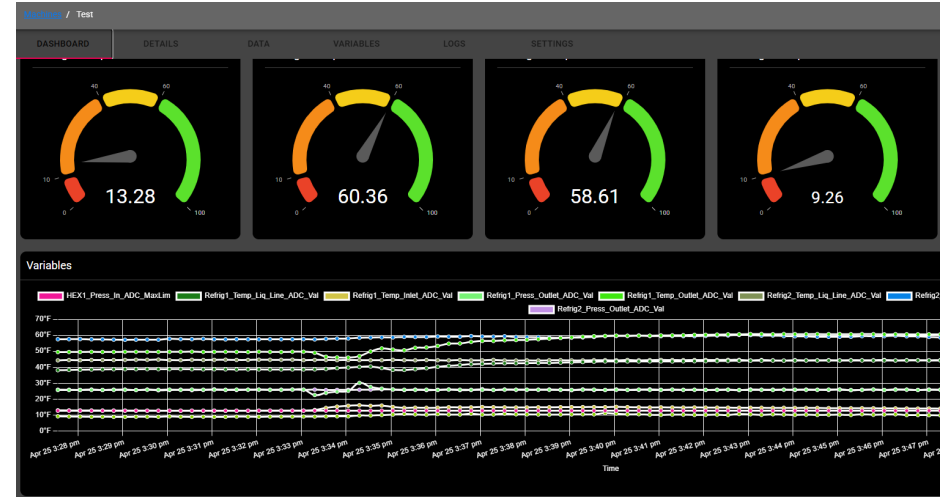 / Test
DASHBOARD DETAILS DATA VARIABLES LOGS SETTINGS
40 60 10 0 100 13.28
40 60 10 0 100 60.36
40 60 10 0 100 58.61
40 60 10 0 100 9.26
Variables
HEX1_Press_In_ADC_MaxLim Refrig1_Temp_Liq_Line_ADC_Val Refrig1_Temp_Inlet_ADC_Val Refrig1_Press_Outlet_ADC_Val Refrig1_Temp_Outlet_ADC_Val Refrig2_Temp_Liq_Line_ADC_Val Refrig2
Refrig2_Press_Outlet_ADC_Val
70°F
60°F
50°F
40°F
30°F
20°F
10°F
0°F
Apr 25 3:28 pm Apr 25 3:29 pm Apr 25 3:30 pm Apr 25 3:31 pm Apr 25 3:32 pm Apr 25 3:33 pm Apr 25 3:34 pm Apr 25 3:35 pm Apr 25 3:36 pm Apr 25 3:37 pm Apr 25 3:38 pm Apr 25 3:39 pm Apr 25 3:40 pm Apr 25 3:41 pm Apr 25 3:42 pm Apr 25 3:43 pm Apr 25 3:44 pm Apr 25 3:45 pm Apr 25 3:46 pm Apr 25 3:47 pm Apr 2
Time